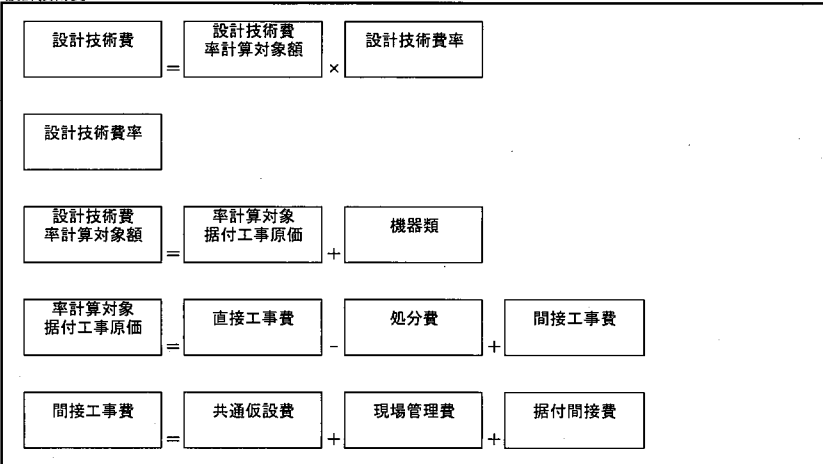 設計技術費 = 設計技術費率計算対象額 × 設計技術費率
設計技術費率
設計技術費率計算対象額 = 率計算対象据付工事原価 + 機器類
率計算対象据付工事原価 = 直接工事費 - 処分費 + 間接工事費
間接工事費 = 共通仮設費 + 現場管理費 + 据付間接費